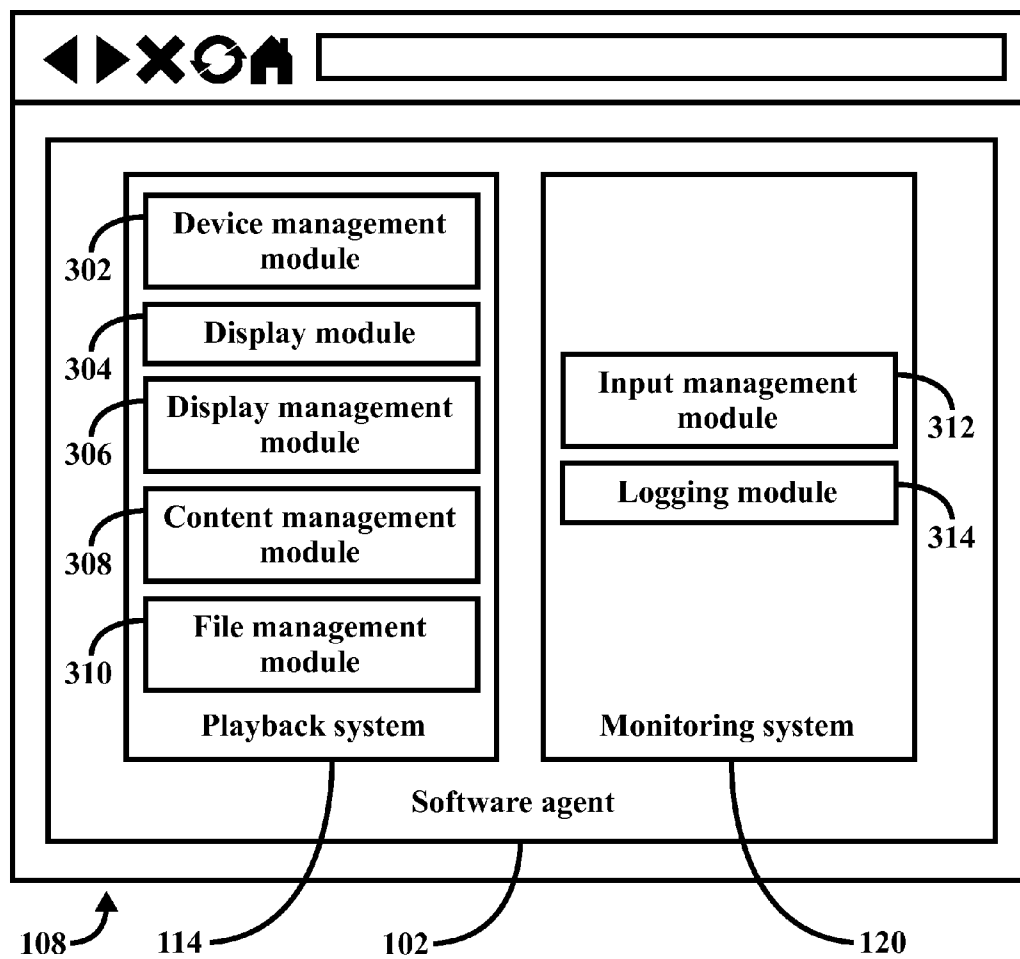 Device management
module
302
Display module
304
Display management
module
306
Content management
module
308
File management
module
310
Playback system
Input management
module
312
Logging module
314
Monitoring system
Software agent
108
114
102
120